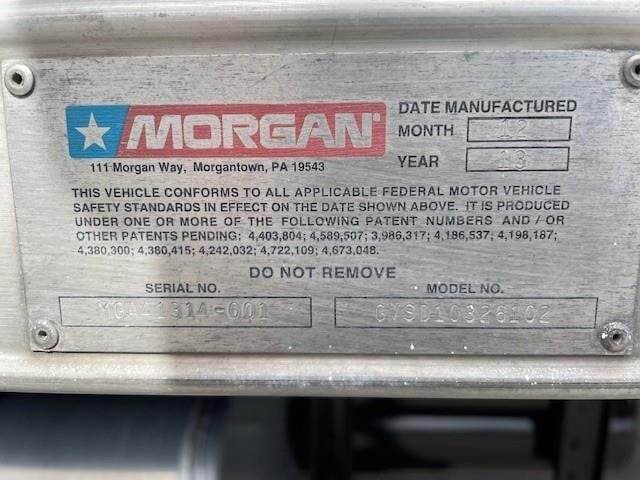 MORGAN
111 Morgan Way, Morgantown, PA 19543
DATE MANUFACTURED
MONTH 12
YEAR 13
THIS VEHICLE CONFORMS TO ALL APPLICABLE FEDERAL MOTOR VEHICLE
SAFETY STANDARDS IN EFFECT ON THE DATE SHOWN ABOVE. IT IS PRODUCED
UNDER ONE OR MORE OF THE FOLLOWING PATENT NUMBERS AND / OR
OTHER PATENTS PENDING; 4,403,804; 4,589,507; 3,986,317; 4,186,537; 4,198,187;
4,380,300; 4,380,415; 4,242,032; 4,722,109; 4,673,048.
DO NOT REMOVE
SERIAL NO.
MODEL NO.